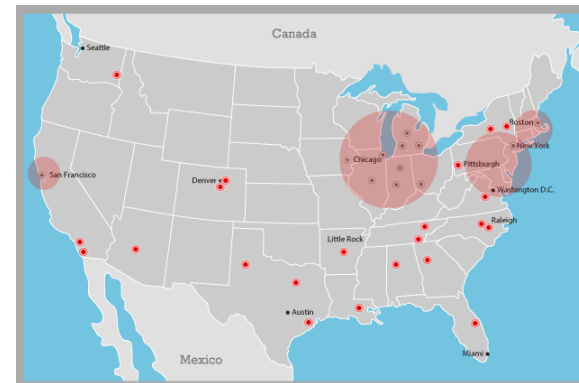 Canada
Seattle
Boston
New York
Chicago
Pittsburgh
San Francisco
Denver
Washington D.C.
Raleigh
Little Rock
Austin
Miami
Mexico